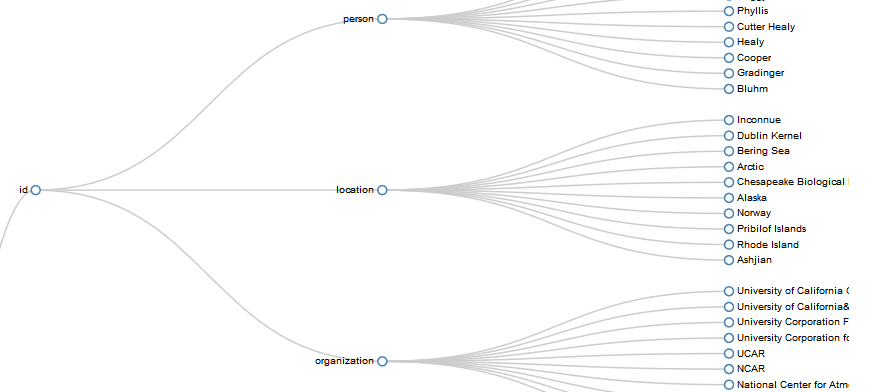 person
Phyllis
Cutter Healy
Healy
Cooper
Gradinger
Bluhm
Inconnue
Dublin Kernel
Bering Sea
Arctic
Chesapeake Biological
id
location
Alaska
Norway
Pribilof Islands
Rhode Island
Ashjian
University of California
University of California&
University Corporation F
University Corporation fo
organization
UCAR
NCAR
National Center for Atm